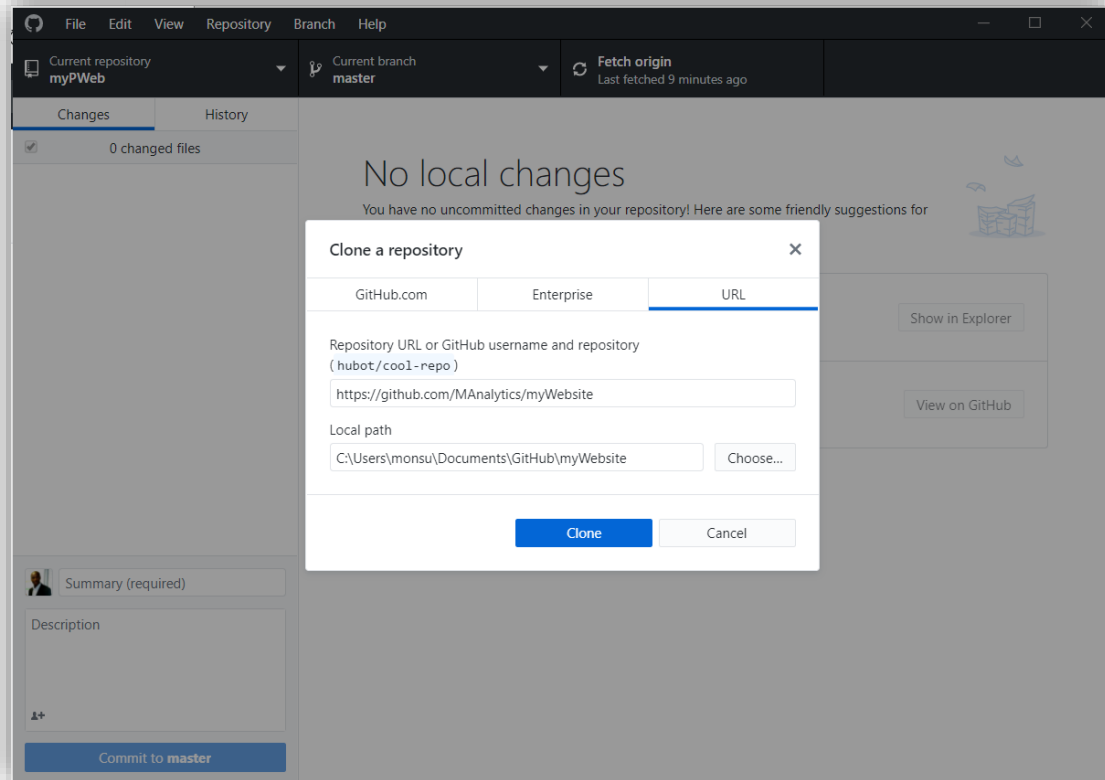 File Edit View Repository Branch Help
Current repository
myPWeb
Current branch
master
Fetch origin
Last fetched 9 minutes ago
Changes History
0 changed files
No local changes
You have no uncommitted changes in your repository! Here are some friendly suggestions for
Clone a repository
GitHub.com Enterprise URL
Repository URL or GitHub username and repository
(hubot/cool-repo)
https://github.com/MAnalytics/myWebsite
Local path
C:\Users\monsu\Documents\GitHub\myWebsite Choose...
Clone Cancel
Show in Explorer
View on GitHub
Summary (required)
Description
Commit to master